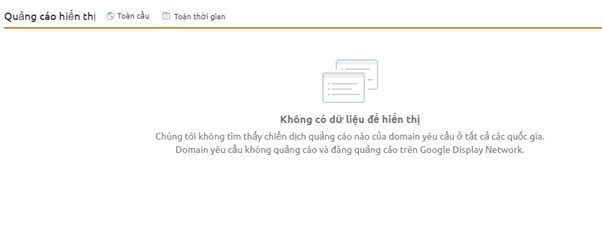 Quảng cáo hiển thị Toàn cầu Toàn thời gian
Không có dữ liệu để hiển thị
Chúng tôi không tìm thấy chiến dịch quảng cáo nào của domain yêu cầu ở tất cả các quốc gia.
Domain yêu cầu không quảng cáo và đăng quảng cáo trên Google Display Network.